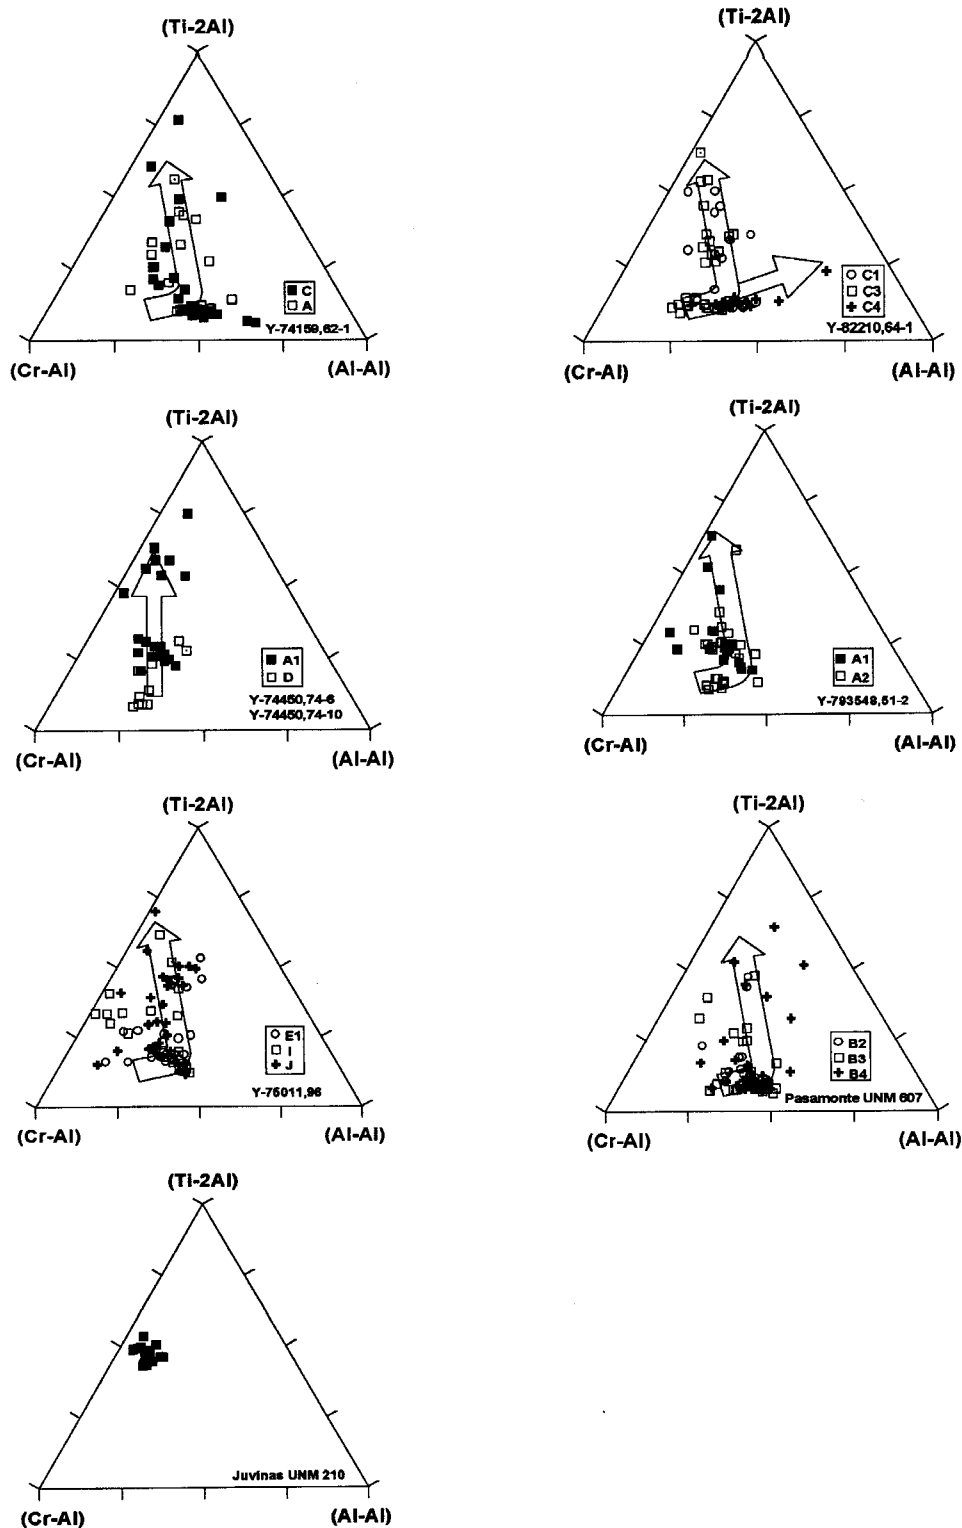 (Ti-2Al)
C
A
Y-74159,62-1
(Cr-Al)
(Al-Al)
(Ti-2Al)
C1
C3
C4
Y-82210,64-1
(Cr-Al)
(Al-Al)
(Ti-2Al)
A1
D
Y-74450,74-6
Y-74450,74-10
(Cr-Al)
(Al-Al)
(Ti-2Al)
A1
A2
Y-793548,51-2
(Cr-Al)
(Al-Al)
(Ti-2Al)
E1
I
J
Y-75011,96
(Cr-Al)
(Al-Al)
(Ti-2Al)
B2
B3
B4
Pasamonte UNM 607
(Cr-Al)
(Al-Al)
(Ti-2Al)
Juvinas UNM 210
(Cr-Al)
(Al-Al)